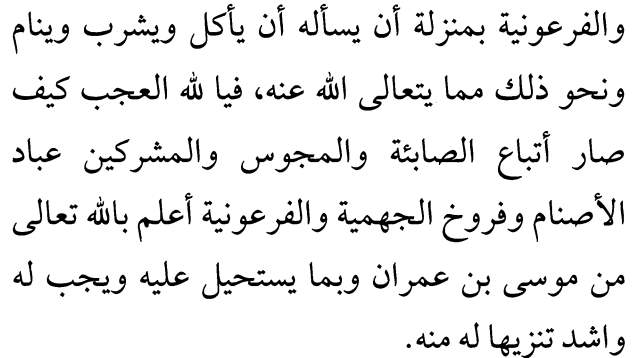 والفرعونية بمنزلة أن يسأله أن يأكل ويشرب وينام
ونحو ذلك مما يتعالى الله عنه، فيا لله العجب كيف
صار أتباع الصابئة والمجوس والمشركين عباد
الأصنام وفروخ الجهمية والفرعونية أعلم بالله تعالى
من موسى بن عمران وبما يستحيل عليه ويجب له
واشد تنزيها له منه.